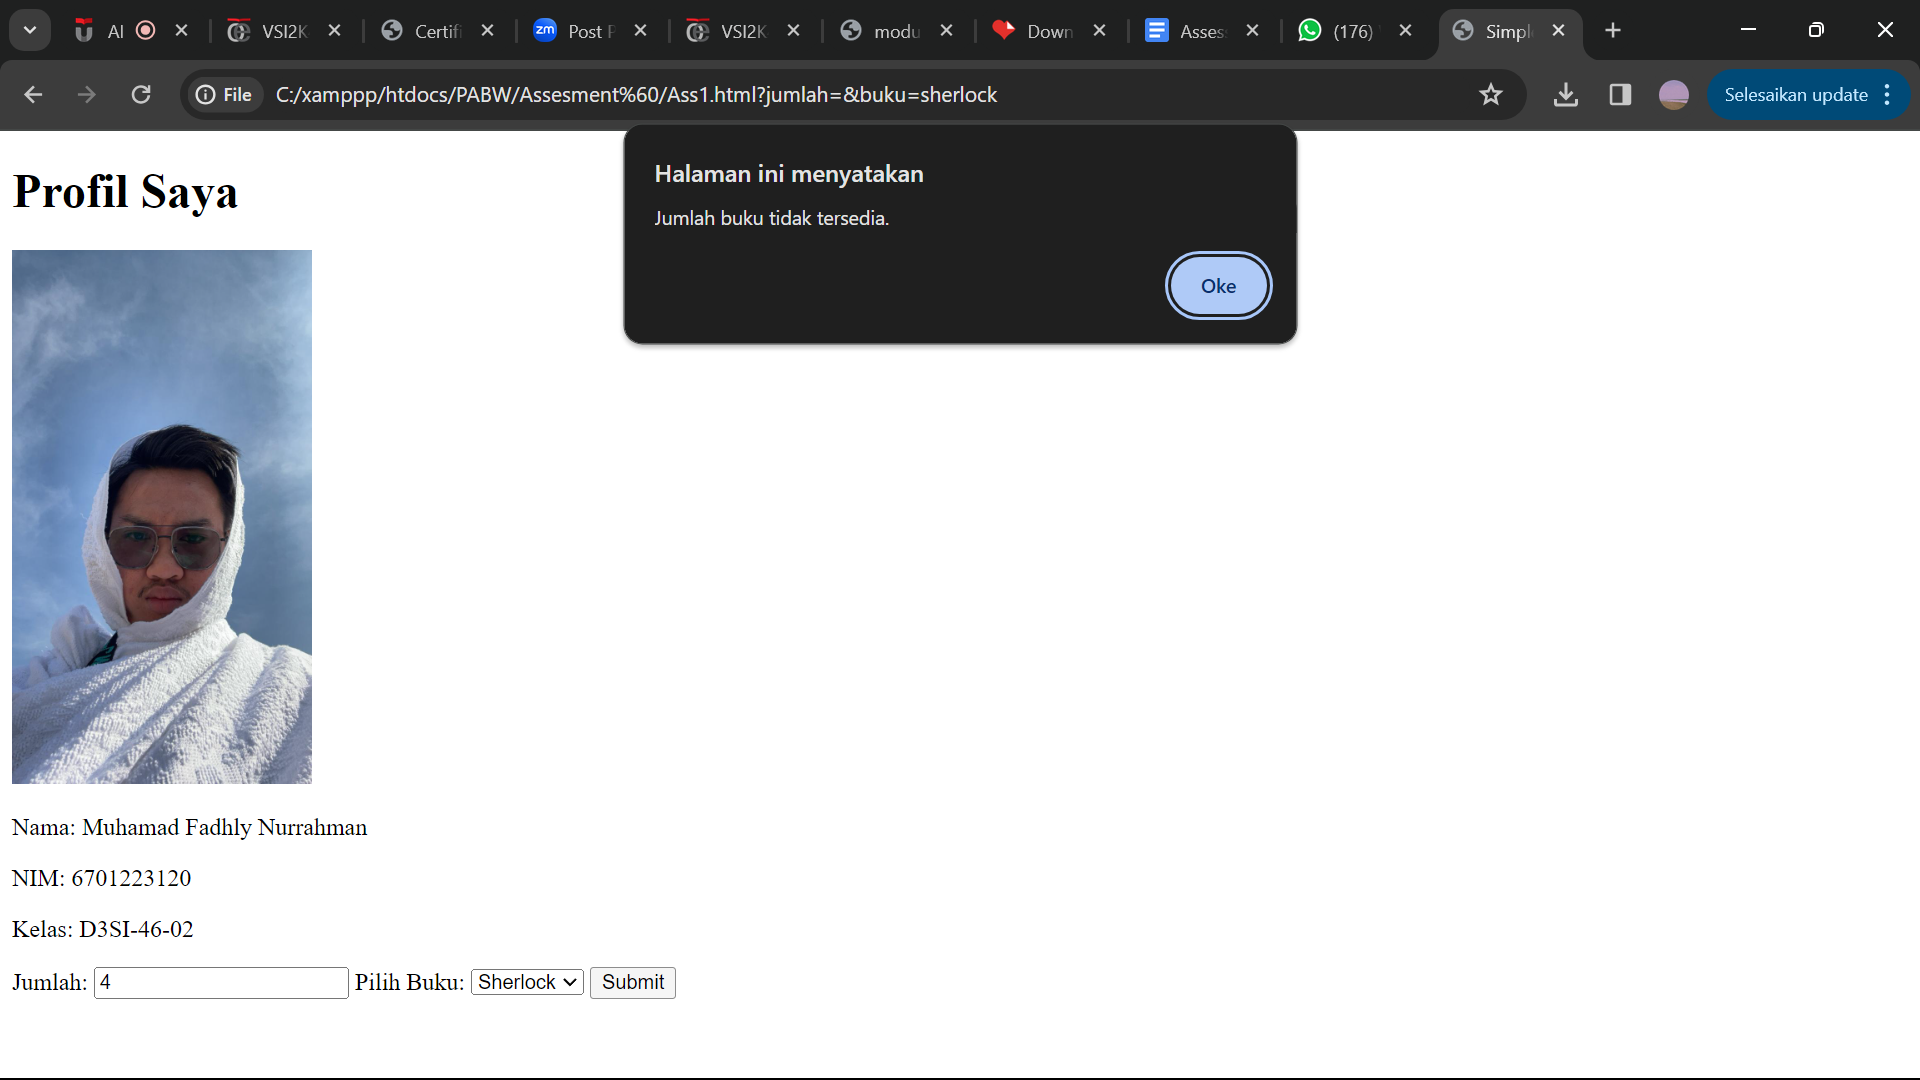 AI
VSI2K
Certifi
Post P
VSI2K
modu
Down
Asses
(176)
Simpl
File
C:/xamppp/htdocs/PABW/Assesment%60/Ass1.html?jumlah=&buku=sherlock
Selesaikan update
Halaman ini menyatakan
Jumlah buku tidak tersedia.
Oke
Profil Saya
Nama: Muhamad Fadhly Nurrahman
NIM: 6701223120
Kelas: D3SI-46-02
Jumlah: 4 Pilih Buku: Sherlock Submit